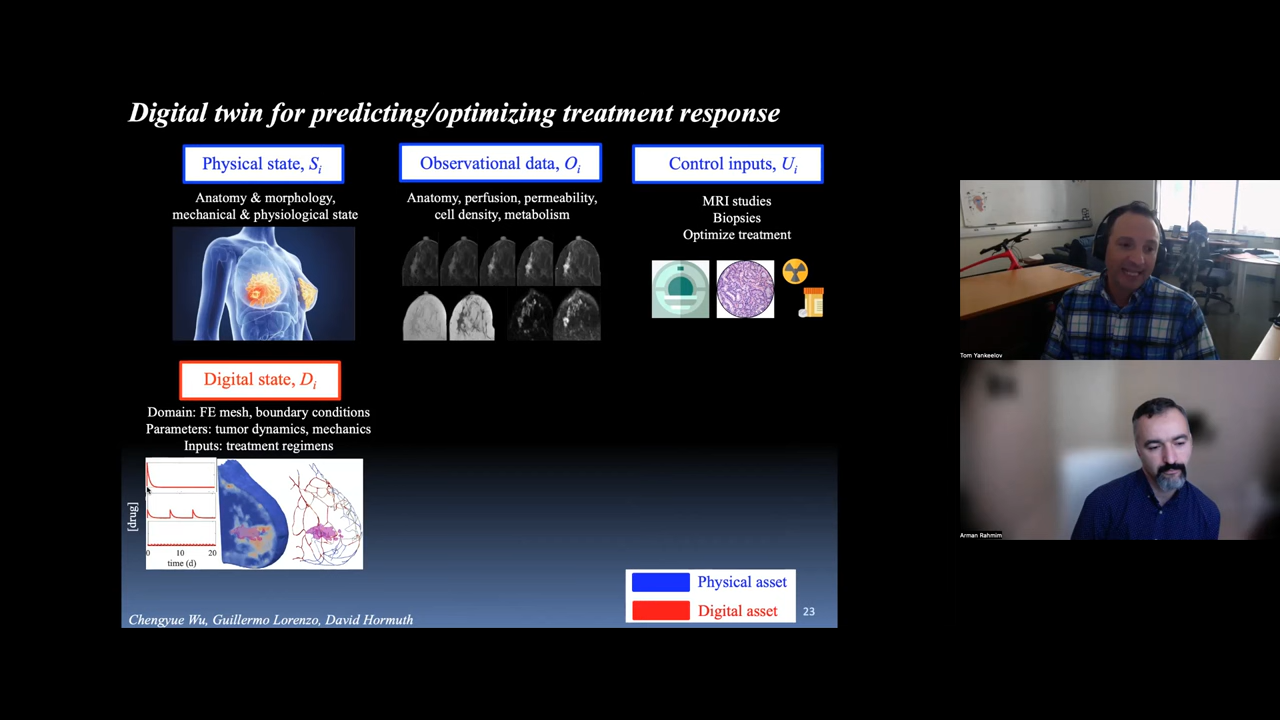 Digital twin for predicting/optimizing treatment response
Physical state, Si
Observational data, Oi
Control inputs, Ui
Anatomy & morphology,
mechanical & physiological state
Anatomy, perfusion, permeability,
cell density, metabolism
MRI studies
Biopsies
Optimize treatment
Digital state, Di
Domain: FE mesh, boundary conditions
Parameters: tumor dynamics, mechanics
Inputs: treatment regimens
[drug]
0 10 20
time (d)
Physical asset
Digital asset
23
Chengyue Wu, Guillermo Lorenzo, David Hormuth
Tom Yankeelov
Arman Rahmim